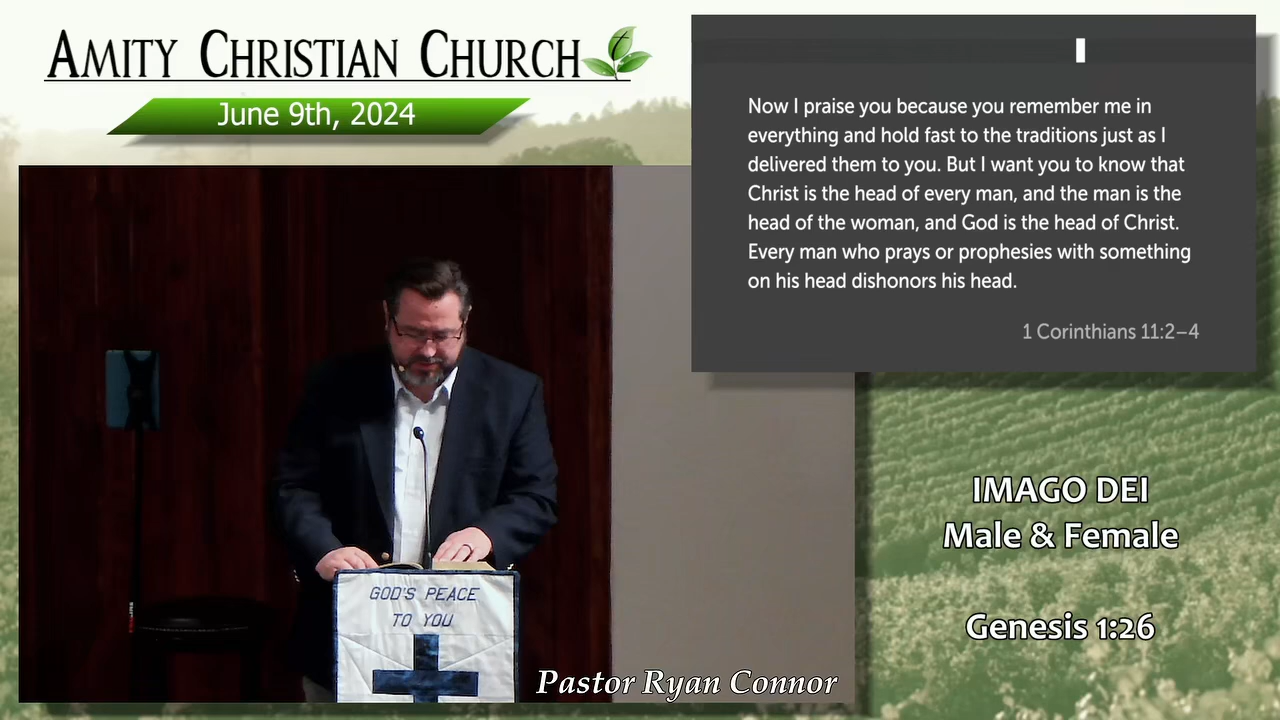 AMITY CHRISTIAN CHURCH
June 9th, 2024
Now I praise you because you remember me in
everything and hold fast to the traditions just as I
delivered them to you. But I want you to know that
Christ is the head of every man, and the man is the
head of the woman, and God is the head of Christ.
Every man who prays or prophesies with something
on his head dishonors his head.
1 Corinthians 11:2–4
IMAGO DEI
Male & Female
Genesis 1:26
GOD'S PEACE
TO YOU
Pastor Ryan Connor